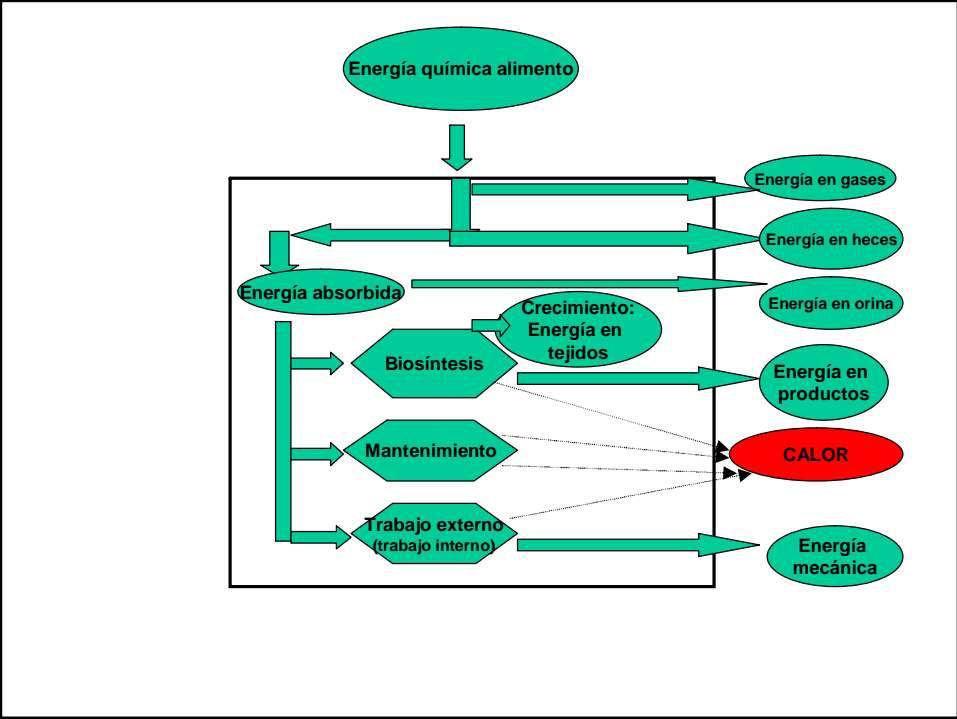 Energía química alimento
Energía en gases
Energía en heces
Energía absorbida
Energía en orina
Crecimiento:
Energía en
tejidos
Biosíntesis
Energía en
productos
Mantenimiento
CALOR
Trabajo externo
(trabajo interno)
Energía
mecánica